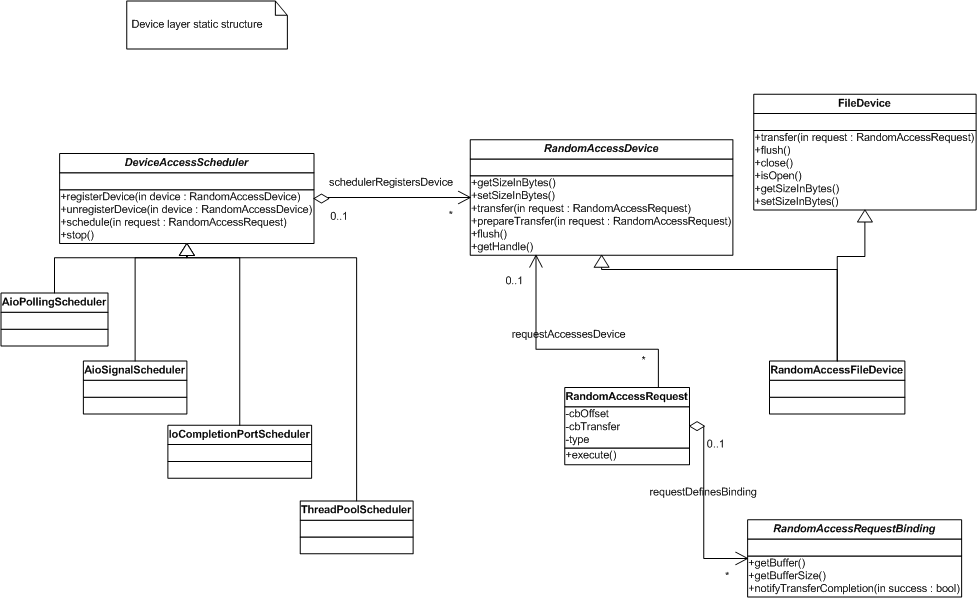 Device layer static structure
FileDevice
+transfer(in request : RandomAccessRequest)
+flush()
+close()
+isOpen()
+getSizeInBytes()
+setSizeInBytes()
DeviceAccessScheduler
+registerDevice(in device : RandomAccessDevice)
+unregisterDevice(in device : RandomAccessDevice)
+schedule(in request : RandomAccessRequest)
+stop()
schedulerRegistersDevice
0..1
*
RandomAccessDevice
+getSizeInBytes()
+setSizeInBytes()
+transfer(in request : RandomAccessRequest)
+prepareTransfer(in request : RandomAccessRequest)
+flush()
+getHandle()
0..1
requestAccessesDevice
*
AioPollingScheduler
AioSignalScheduler
IoCompletionPortScheduler
ThreadPoolScheduler
RandomAccessFileDevice
RandomAccessRequest
-cbOffset
-cbTransfer
-type
+execute()
0..1
requestDefinesBinding
*
RandomAccessRequestBinding
+getBuffer()
+getBufferSize()
+notifyTransferCompletion(in success : bool)